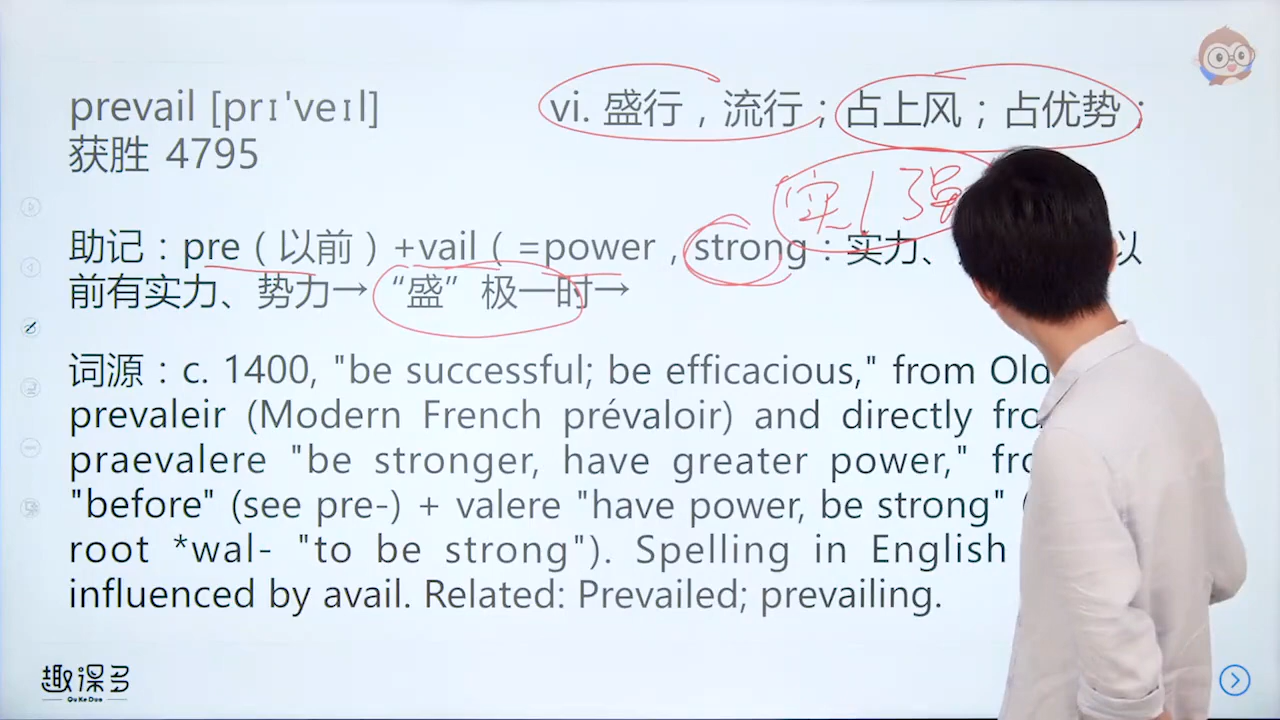 prevail [prɪ'veɪl]
vi. 盛行，流行；占上风；占优势；
获胜 4795
实力强
助记：pre（以前）+vail（=power，strong：实力、
以
前有实力、势力→“盛”极一时→
词源：c. 1400, "be successful; be efficacious," from Old
prevaleir (Modern French prévaloir) and directly
praevalere "be stronger, have greater power,"
"before" (see pre-) + valere "have power, be strong"
root *wal- "to be strong"). Spelling in English
influenced by avail. Related: Prevailed; prevailing.
趣课多
QuKeDuo